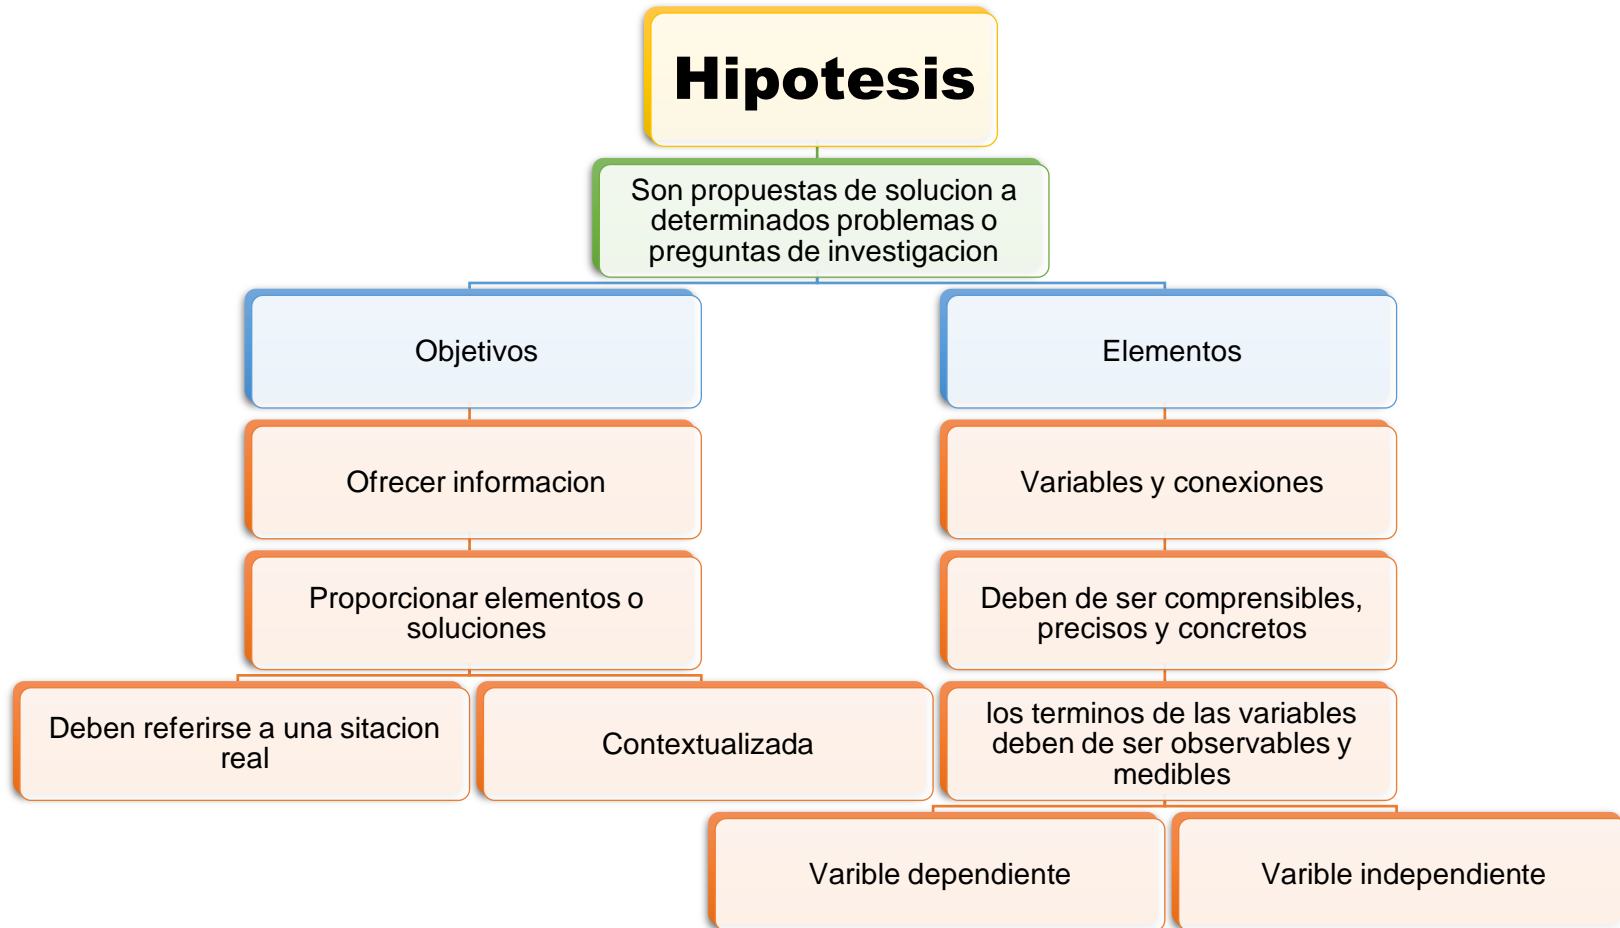 Hipotesis
Son propuestas de solucion a
determinados problemas o
preguntas de investigacion
Objetivos
Elementos
Ofrecer informacion
Variables y conexiones
Proporcionar elementos o
soluciones
Deben de ser comprensibles,
precisos y concretos
Deben referirse a una sitacion
real
Contextualizada
los terminos de las variables
deben de ser observables y
medibles
Varible dependiente
Varible independiente